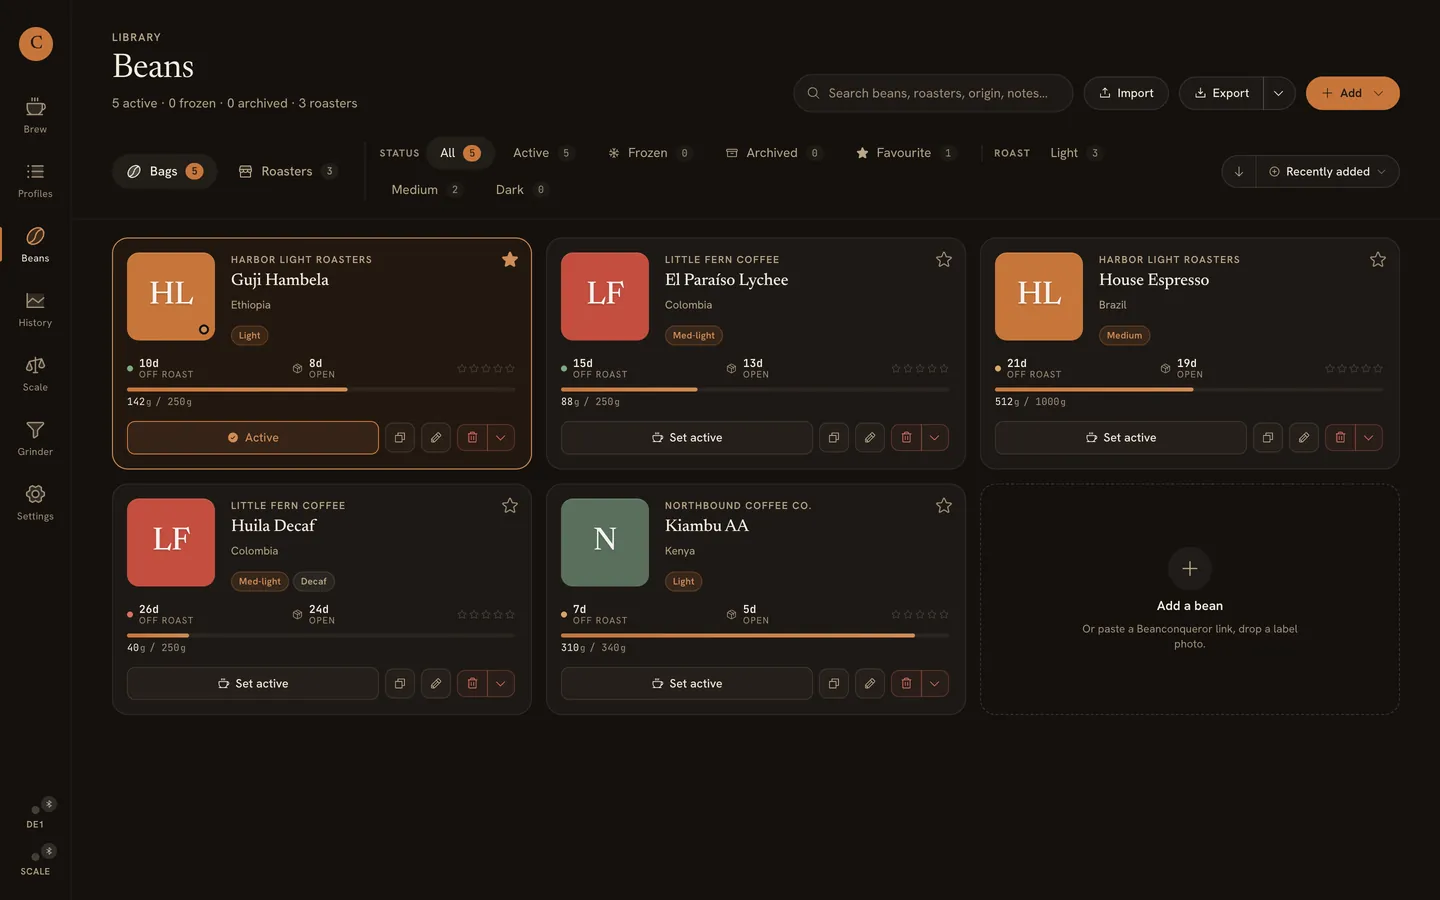 C
Brew
Profiles
Beans
History
Scale
Grinder
Settings
DE1
SCALE
LIBRARY
Beans
5 active · 0 frozen · 0 archived · 3 roasters
Search beans, roasters, origin, notes...
Import
Export
Add
Bags 5
Roasters 3
STATUS All 5 Active 5 Frozen 0 Archived 0 Favourite 1 ROAST Light 3
Medium 2 Dark 0
Recently added
HL
HARBOR LIGHT ROASTERS
Guji Hambela
Ethiopia
Light
10d
OFF ROAST
8d
OPEN
142g / 250g
Active
LF
LITTLE FERN COFFEE
El Paraíso Lychee
Colombia
Med-light
15d
OFF ROAST
13d
OPEN
88g / 250g
Set active
HL
HARBOR LIGHT ROASTERS
House Espresso
Brazil
Medium
21d
OFF ROAST
19d
OPEN
512g / 1000g
Set active
LF
LITTLE FERN COFFEE
Huila Decaf
Colombia
Med-light Decaf
26d
OFF ROAST
24d
OPEN
40g / 250g
Set active
N
NORTHBOUND COFFEE CO.
Kiambu AA
Kenya
Light
7d
OFF ROAST
5d
OPEN
310g / 340g
Set active
Add a bean
Or paste a Beanconqueror link, drop a label
photo.